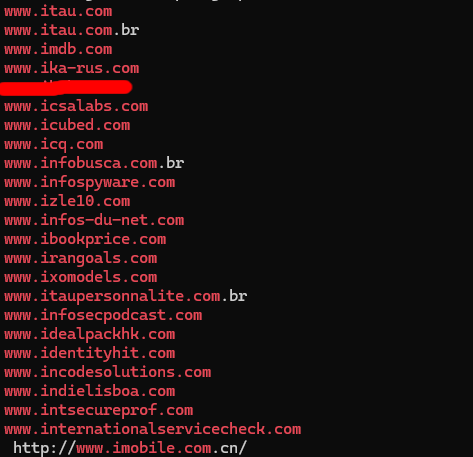 www.itau.com
www.itau.com.br
www.imdb.com
www.ika-rus.com
www.icsalabs.com
www.icubed.com
www.icq.com
www.infobusca.com.br
www.infospyware.com
www.izle10.com
www.infos-du-net.com
www.ibookprice.com
www.irangoals.com
www.ixomodels.com
www.itaupersonnalite.com.br
www.infosecpodcast.com
www.idealpackhk.com
www.identityhit.com
www.incodesolutions.com
www.indielisboa.com
www.intsecureprof.com
www.internationalservicecheck.com
http://www.imobile.com.cn/